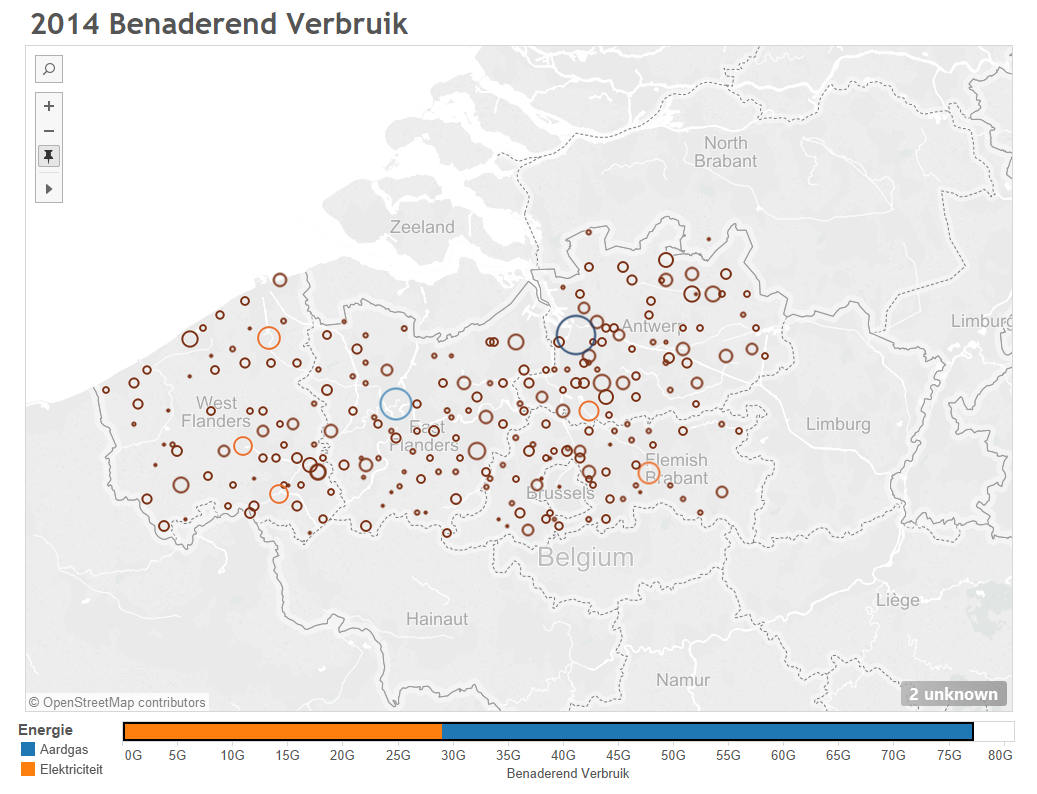 2014 Benaderend Verbruik
North
Brabant
Zeeland
Limburg
Antwer
West
Flanders
East
Flanders
Limburg
Flemish
Brabant
Brussels
Belgium
Liège
Hainaut
Namur
2 unknown
© OpenStreetMap contributors
Energie
Aardgas
Elektriciteit
0G 5G 10G 15G 20G 25G 30G 35G 40G 45G 50G 55G 60G 65G 70G 75G 80G
Benaderend Verbruik